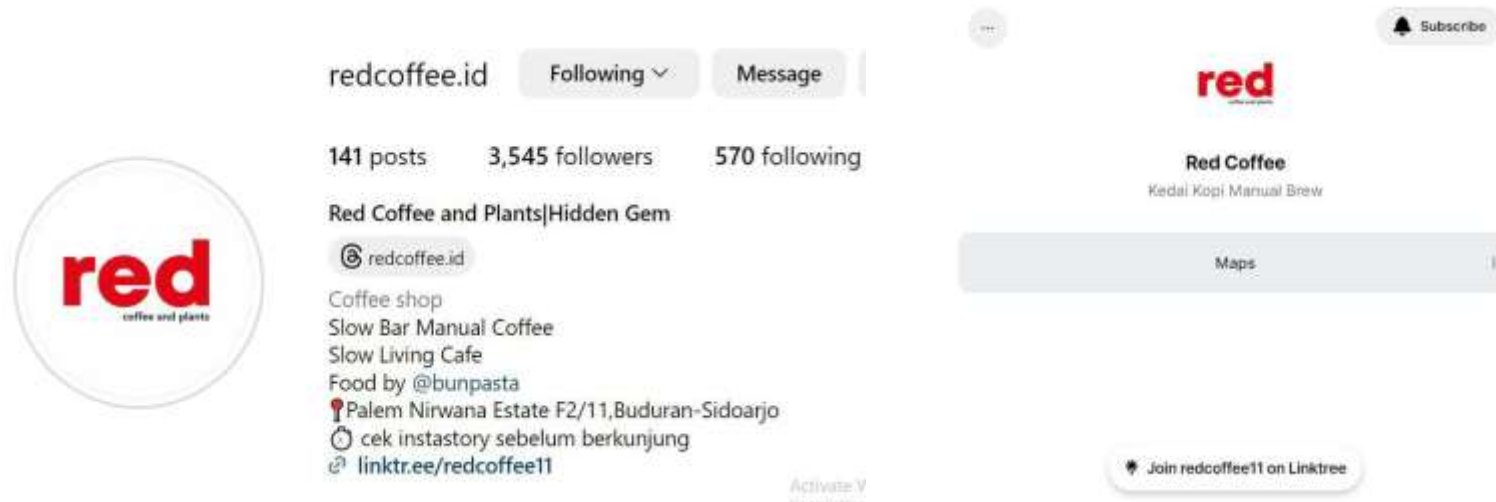 redcoffee.id Following Message
141 posts 3,545 followers 570 following
Red Coffee and Plants|Hidden Gem
redcoffee.id
Coffee shop
Slow Bar Manual Coffee
Slow Living Cafe
Food by @bunpasta
Palem Nirwana Estate F2/11,Buduran-Sidoarjo
cek instastory sebelum berkunjung
linktr.ee/redcoffee11
Activate
red
coffee and plants
... Subscribe
red
coffee and plants
Red Coffee
Kedai Kopi Manual Brew
Maps
Join redcoffee11 on Linktree